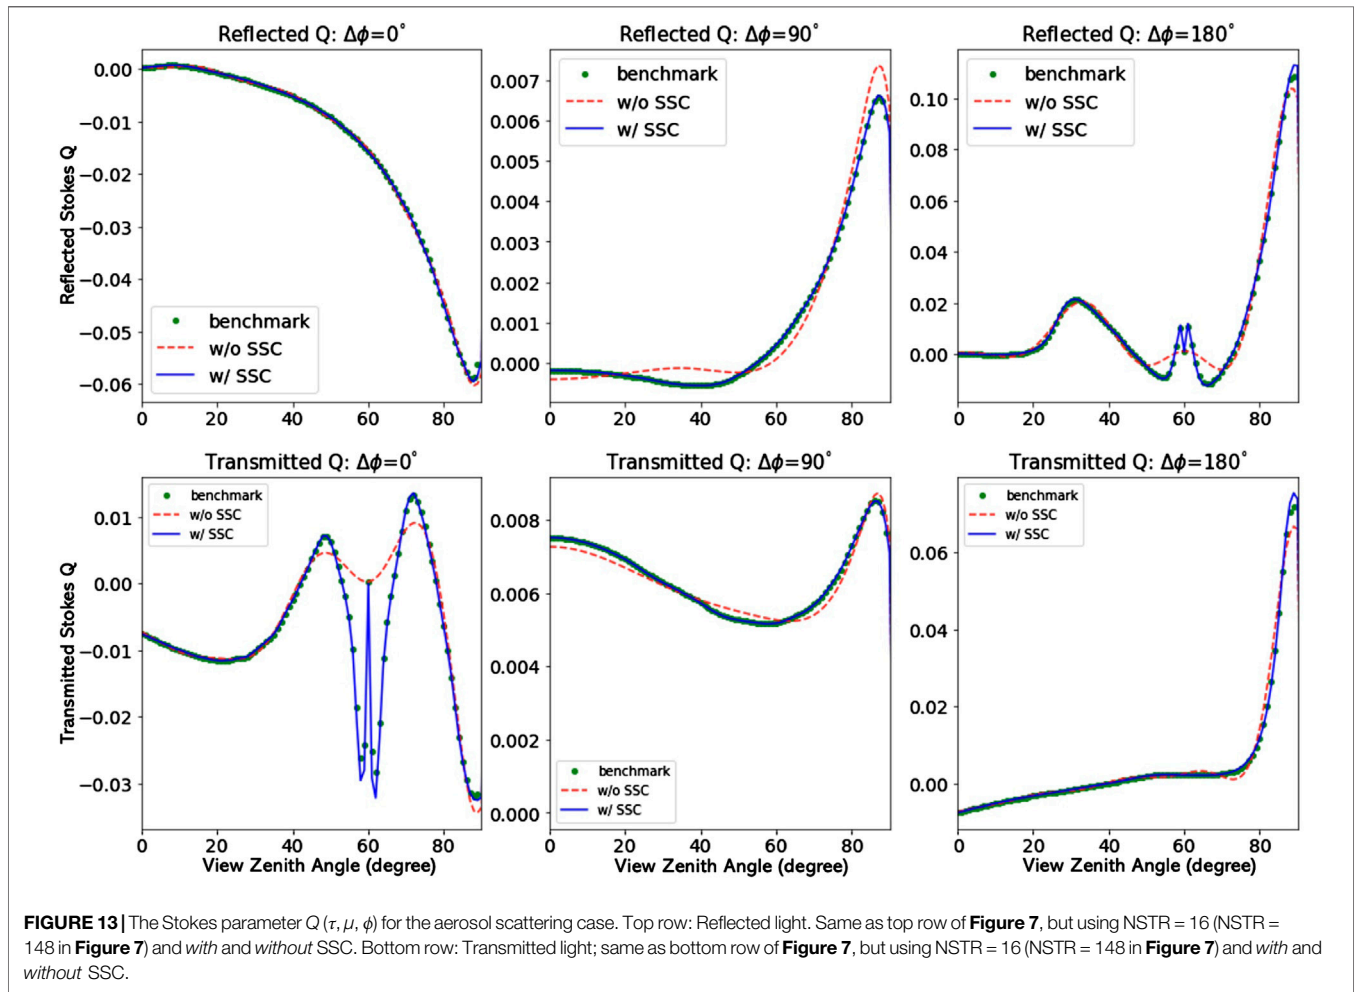 Reflected Q: Δϕ=0°
Reflected Q: Δϕ=90°
Reflected Q: Δϕ=180°
0.00
−0.01
−0.02
−0.03
−0.04
−0.05
−0.06
Reflected Stokes Q
benchmark
w/o SSC
w/ SSC
0 20 40 60 80
0.007
0.006
0.005
0.004
0.003
0.002
0.001
0.000
benchmark
w/o SSC
w/ SSC
0 20 40 60 80
0.10
0.08
0.06
0.04
0.02
0.00
benchmark
w/o SSC
w/ SSC
0 20 40 60 80
Transmitted Q: Δϕ=0°
Transmitted Q: Δϕ=90°
Transmitted Q: Δϕ=180°
0.01
0.00
−0.01
−0.02
−0.03
Transmitted Stokes Q
benchmark
w/o SSC
w/ SSC
0 20 40 60 80
View Zenith Angle (degree)
0.008
0.006
0.004
0.002
0.000
benchmark
w/o SSC
w/ SSC
0 20 40 60 80
View Zenith Angle (degree)
0.06
0.04
0.02
0.00
benchmark
w/o SSC
w/ SSC
0 20 40 60 80
View Zenith Angle (degree)
FIGURE 13 | The Stokes parameter Q (τ, μ, ϕ) for the aerosol scattering case. Top row: Reflected light. Same as top row of Figure 7, but using NSTR = 16 (NSTR =
148 in Figure 7) and with and without SSC. Bottom row: Transmitted light; same as bottom row of Figure 7, but using NSTR = 16 (NSTR = 148 in Figure 7) and with and
without SSC.